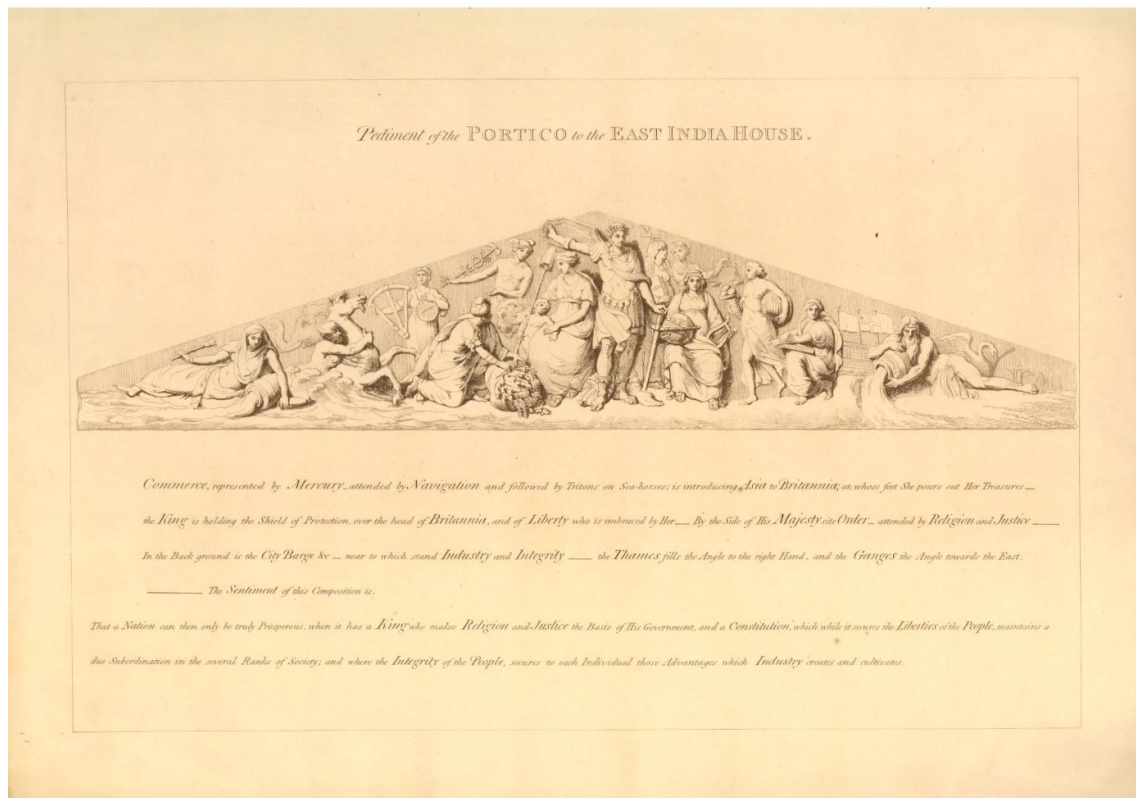 Pediment of the PORTICO to the EAST INDIA HOUSE.
Commerce, represented by Mercury, attended by Navigation and followed by Tritons on Sea-horses; is introducing Asia to Britannia; at whose feet She pours out Her Treasures —
the King is holding the Shield of Protection, over the head of Britannia, and of Liberty who is embraced by Her — By the Side of His Majesty sits Order — attended by Religion and Justice —
In the Back ground is the City Barge &c — near to which stand Industry and Integrity — the Thames fills the Angle to the right Hand, and the Ganges the Angle towards the East.
— The Sentiment of this Composition is,
That a Nation can then only be truly Prosperous, when it has a King who makes Religion and Justice the Basis of His Government, and a Constitution, which while it secures the Liberties of the People, maintains a
due Subordination in the several Ranks of Society; and where the Integrity of the People, secures to each Individual those Advantages which Industry creates and cultivates.